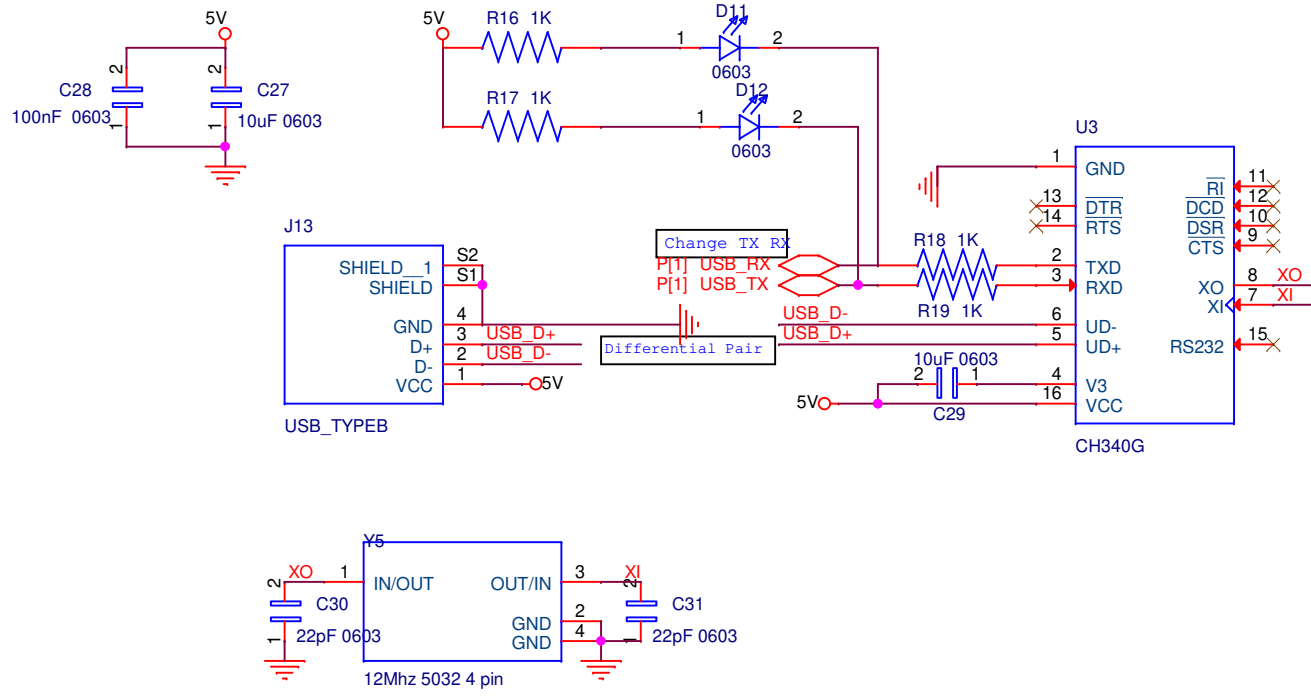 5V
2
2
C28
C27
100nF 0603
10uF 0603
1
1
5V
R16 1K
1
D11
2
0603
R17 1K
1
D12
2
0603
U3
1 GND
13 DTR
14 RTS
2 TXD
3 RXD
6 UD-
5 UD+
4 V3
16 VCC
RI 11
DCD 12
DSR 10
CTS 9
XO 8 XO
XI 7 XI
RS232 15
CH340G
Change TX RX
P[1] USB_RX
P[1] USB_TX
R18 1K
R19 1K
USB_D-
USB_D+
Differential Pair
10uF 0603
2
1
C29
5V
J13
SHIELD__1 S2
SHIELD S1
GND 4
D+ 3 USB_D+
D- 2 USB_D-
VCC 1 5V
USB_TYPEB
Y5
XO 1 IN/OUT
OUT/IN 3 XI
GND 2
GND 4
2
C30
22pF 0603
1
2
C31
22pF 0603
1
12Mhz 5032 4 pin